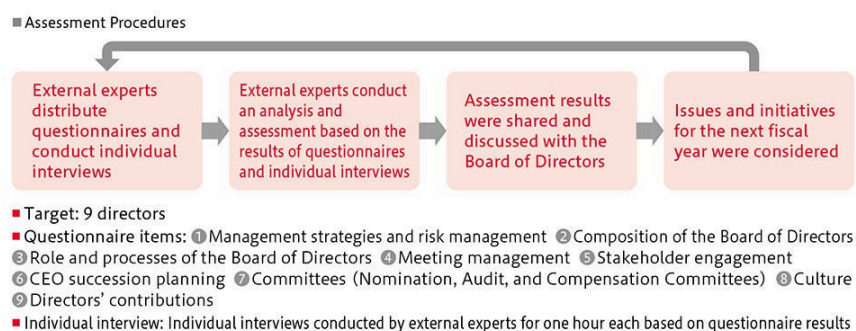 ■ Assessment Procedures
External experts
distribute
questionnaires and
conduct individual
interviews
External experts conduct
an analysis and
assessment based on the
results of questionnaires
and individual interviews
Assessment results
were shared and
discussed with the
Board of Directors
Issues and initiatives
for the next fiscal
year were considered
■ Target: 9 directors
■ Questionnaire items: ❶Management strategies and risk management ❷Composition of the Board of Directors
❸Role and processes of the Board of Directors ❹Meeting management ❺Stakeholder engagement
❻CEO succession planning ❼Committees (Nomination, Audit, and Compensation Committees) ❽Culture
❾Directors' contributions
■ Individual interview: Individual interviews conducted by external experts for one hour each based on questionnaire results